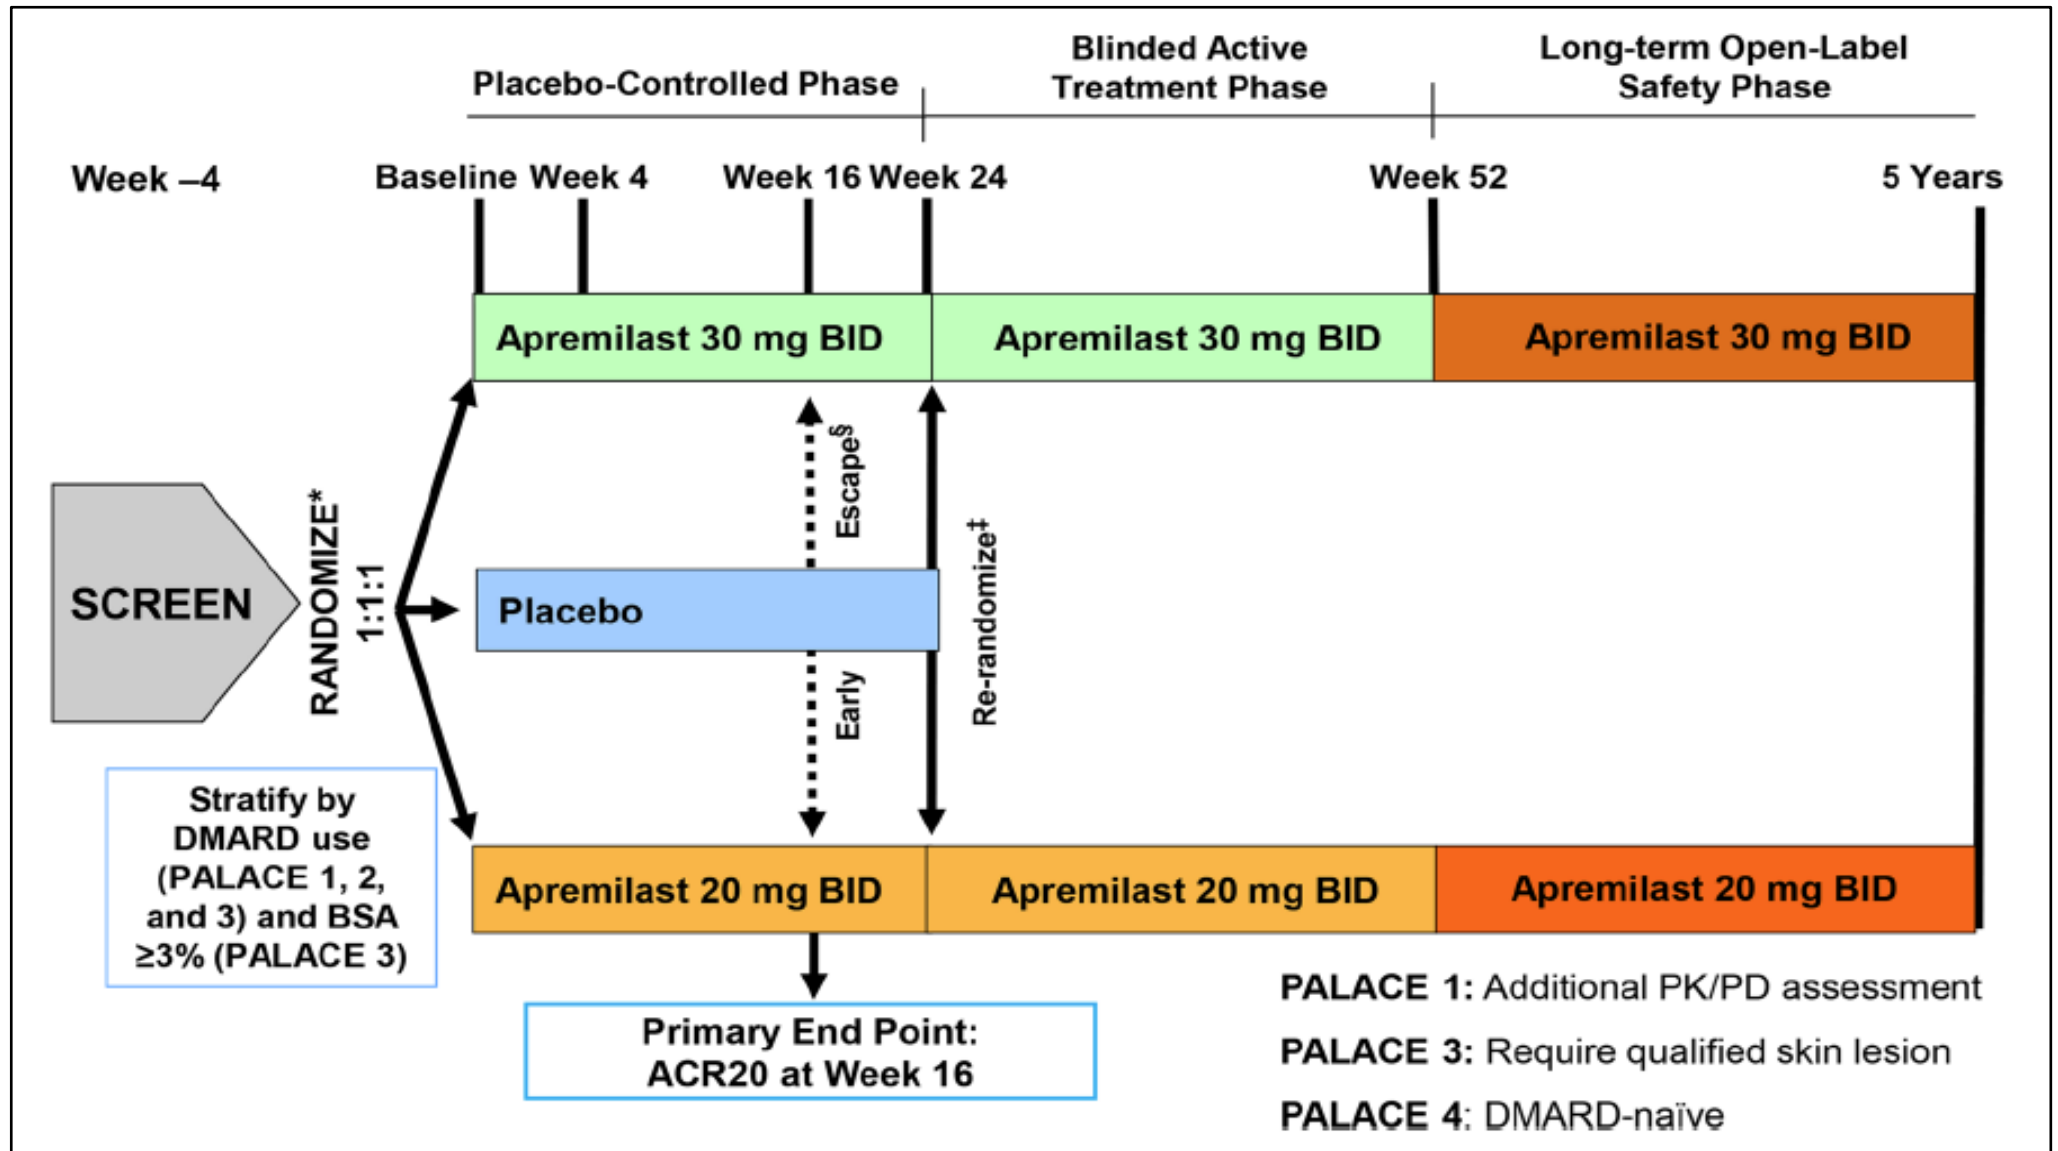 Placebo-Controlled Phase
Blinded Active
Treatment Phase
Long-term Open-Label
Safety Phase
Week –4
Baseline
Week 4
Week 16
Week 24
Week 52
5 Years
Apremilast 30 mg BID
Apremilast 30 mg BID
Apremilast 30 mg BID
SCREEN
RANDOMIZE*
1:1:1
Placebo
Early
Escape§
Re-randomize‡
Stratify by
DMARD use
(PALACE 1, 2,
and 3) and BSA
≥3% (PALACE 3)
Apremilast 20 mg BID
Apremilast 20 mg BID
Apremilast 20 mg BID
Primary End Point:
ACR20 at Week 16
PALACE 1: Additional PK/PD assessment
PALACE 3: Require qualified skin lesion
PALACE 4: DMARD-naïve